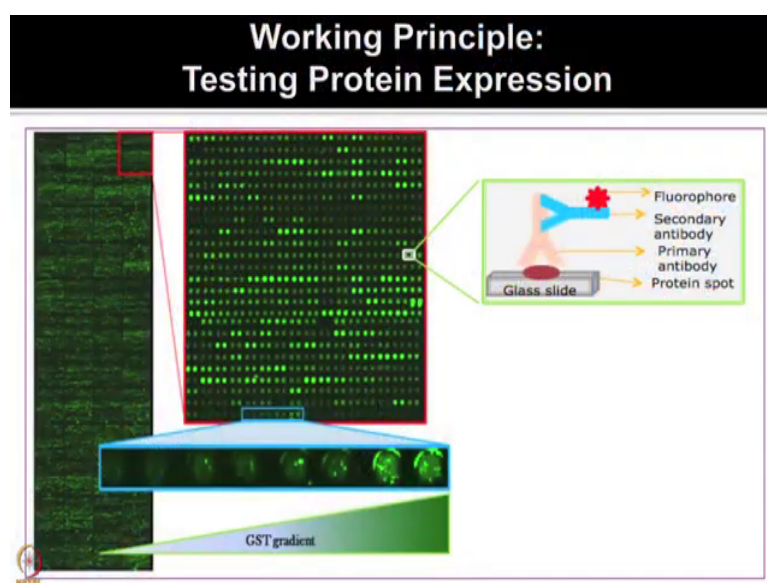 Working Principle:
Testing Protein Expression
Fluorophore
Secondary
antibody
Primary
antibody
Protein spot
Glass slide
GST gradient